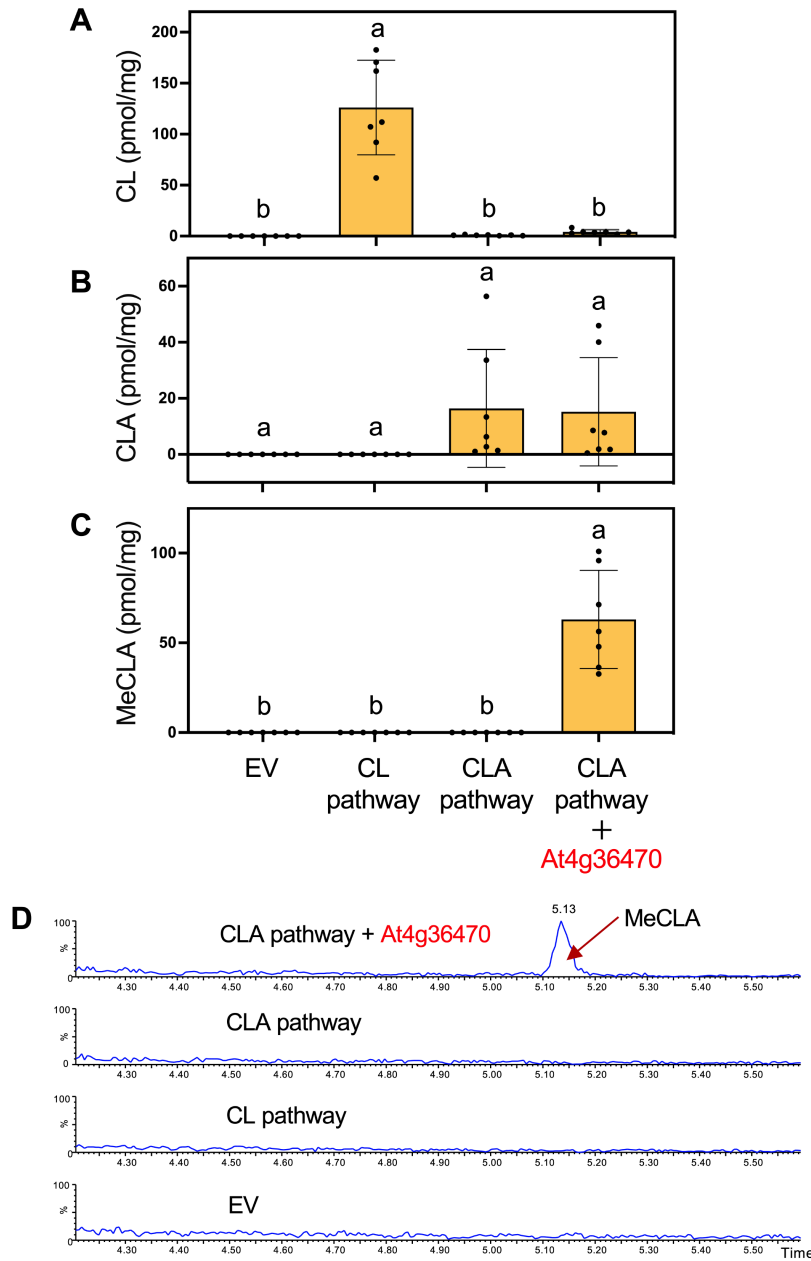 A
CL (pmol/mg)
200
150
100
50
0
b
a
b
b
B
CLA (pmol/mg)
60
40
20
0
a
a
a
a
C
MeCLA (pmol/mg)
100
50
0
b
b
b
a
EV
CL
pathway
CLA
pathway
CLA
pathway
+
At4g36470
D
CLA pathway + At4g36470
5.13
MeCLA
100
%
0
4.30 4.40 4.50 4.60 4.70 4.80 4.90 5.00 5.10 5.20 5.30 5.40 5.50
CLA pathway
100
%
0
4.30 4.40 4.50 4.60 4.70 4.80 4.90 5.00 5.10 5.20 5.30 5.40 5.50
CL pathway
100
%
0
4.30 4.40 4.50 4.60 4.70 4.80 4.90 5.00 5.10 5.20 5.30 5.40 5.50
EV
100
%
0
4.30 4.40 4.50 4.60 4.70 4.80 4.90 5.00 5.10 5.20 5.30 5.40 5.50
Time